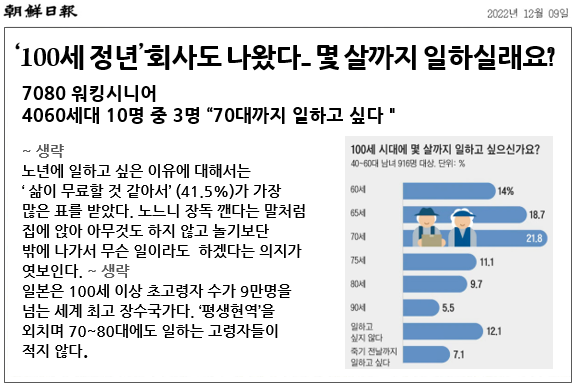 朝鮮日報
2022년 12월 09일
‘100세 정년’회사도 나왔다… 몇 살까지 일하실래요?
7080 워킹시니어
4060세대 10명 중 3명 “70대까지 일하고 싶다 "
~ 생략
노년에 일하고 싶은 이유에 대해서는
‘ 삶이 무료할 것 같아서’ (41.5%)가 가장
많은 표를 받았다. 노느니 장독 깬다는 말처럼
집에 앉아 아무것도 하지 않고 놀기보단
밖에 나가서 무슨 일이라도 하겠다는 의지가
엿보인다. ~ 생략
일본은 100세 이상 초고령자 수가 9만명을
넘는 세계 최고 장수국가다. ‘평생현역’을
외치며 70~80대에도 일하는 고령자들이
적지 않다.
100세 시대에 몇 살까지 일하고 싶으신가요?
40~60대 남녀 916명 대상. 단위: %
60세 14%
65세 18.7
70세 21.8
75세 11.1
80세 9.7
90세 5.5
일하고
싶지 않다 12.1
죽기 전날까지
일하고 싶다 7.1